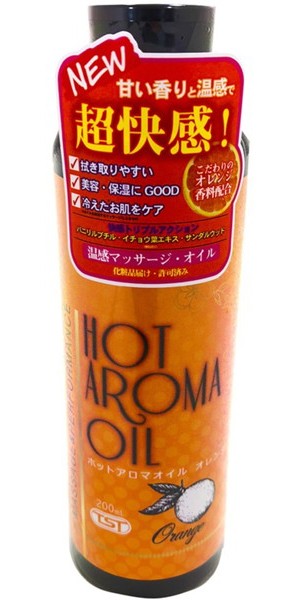 NEW
甘い香りと温感で
超快感!
拭き取りやすい
美容・保湿に GOOD
冷えたお肌をケア
こだわりの
オレンジ
香料配合
快感トリプルアクション
バニリルブチル・イチョウ葉エキス・サンダルウッド
温感マッサージ・オイル
化粧品届け・許可済み
HOT
AROMA
OIL
ホットアロマオイル オレン
200mL
TST
Orange